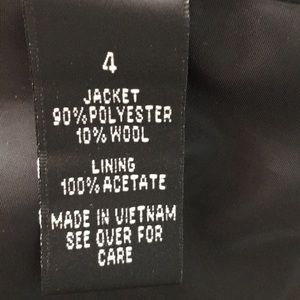 4
JACKET
90%POLYESTER
10% WOOL
LINING
100% ACETATE
MADE IN VIETNAM
SEE OVER FOR
CARE